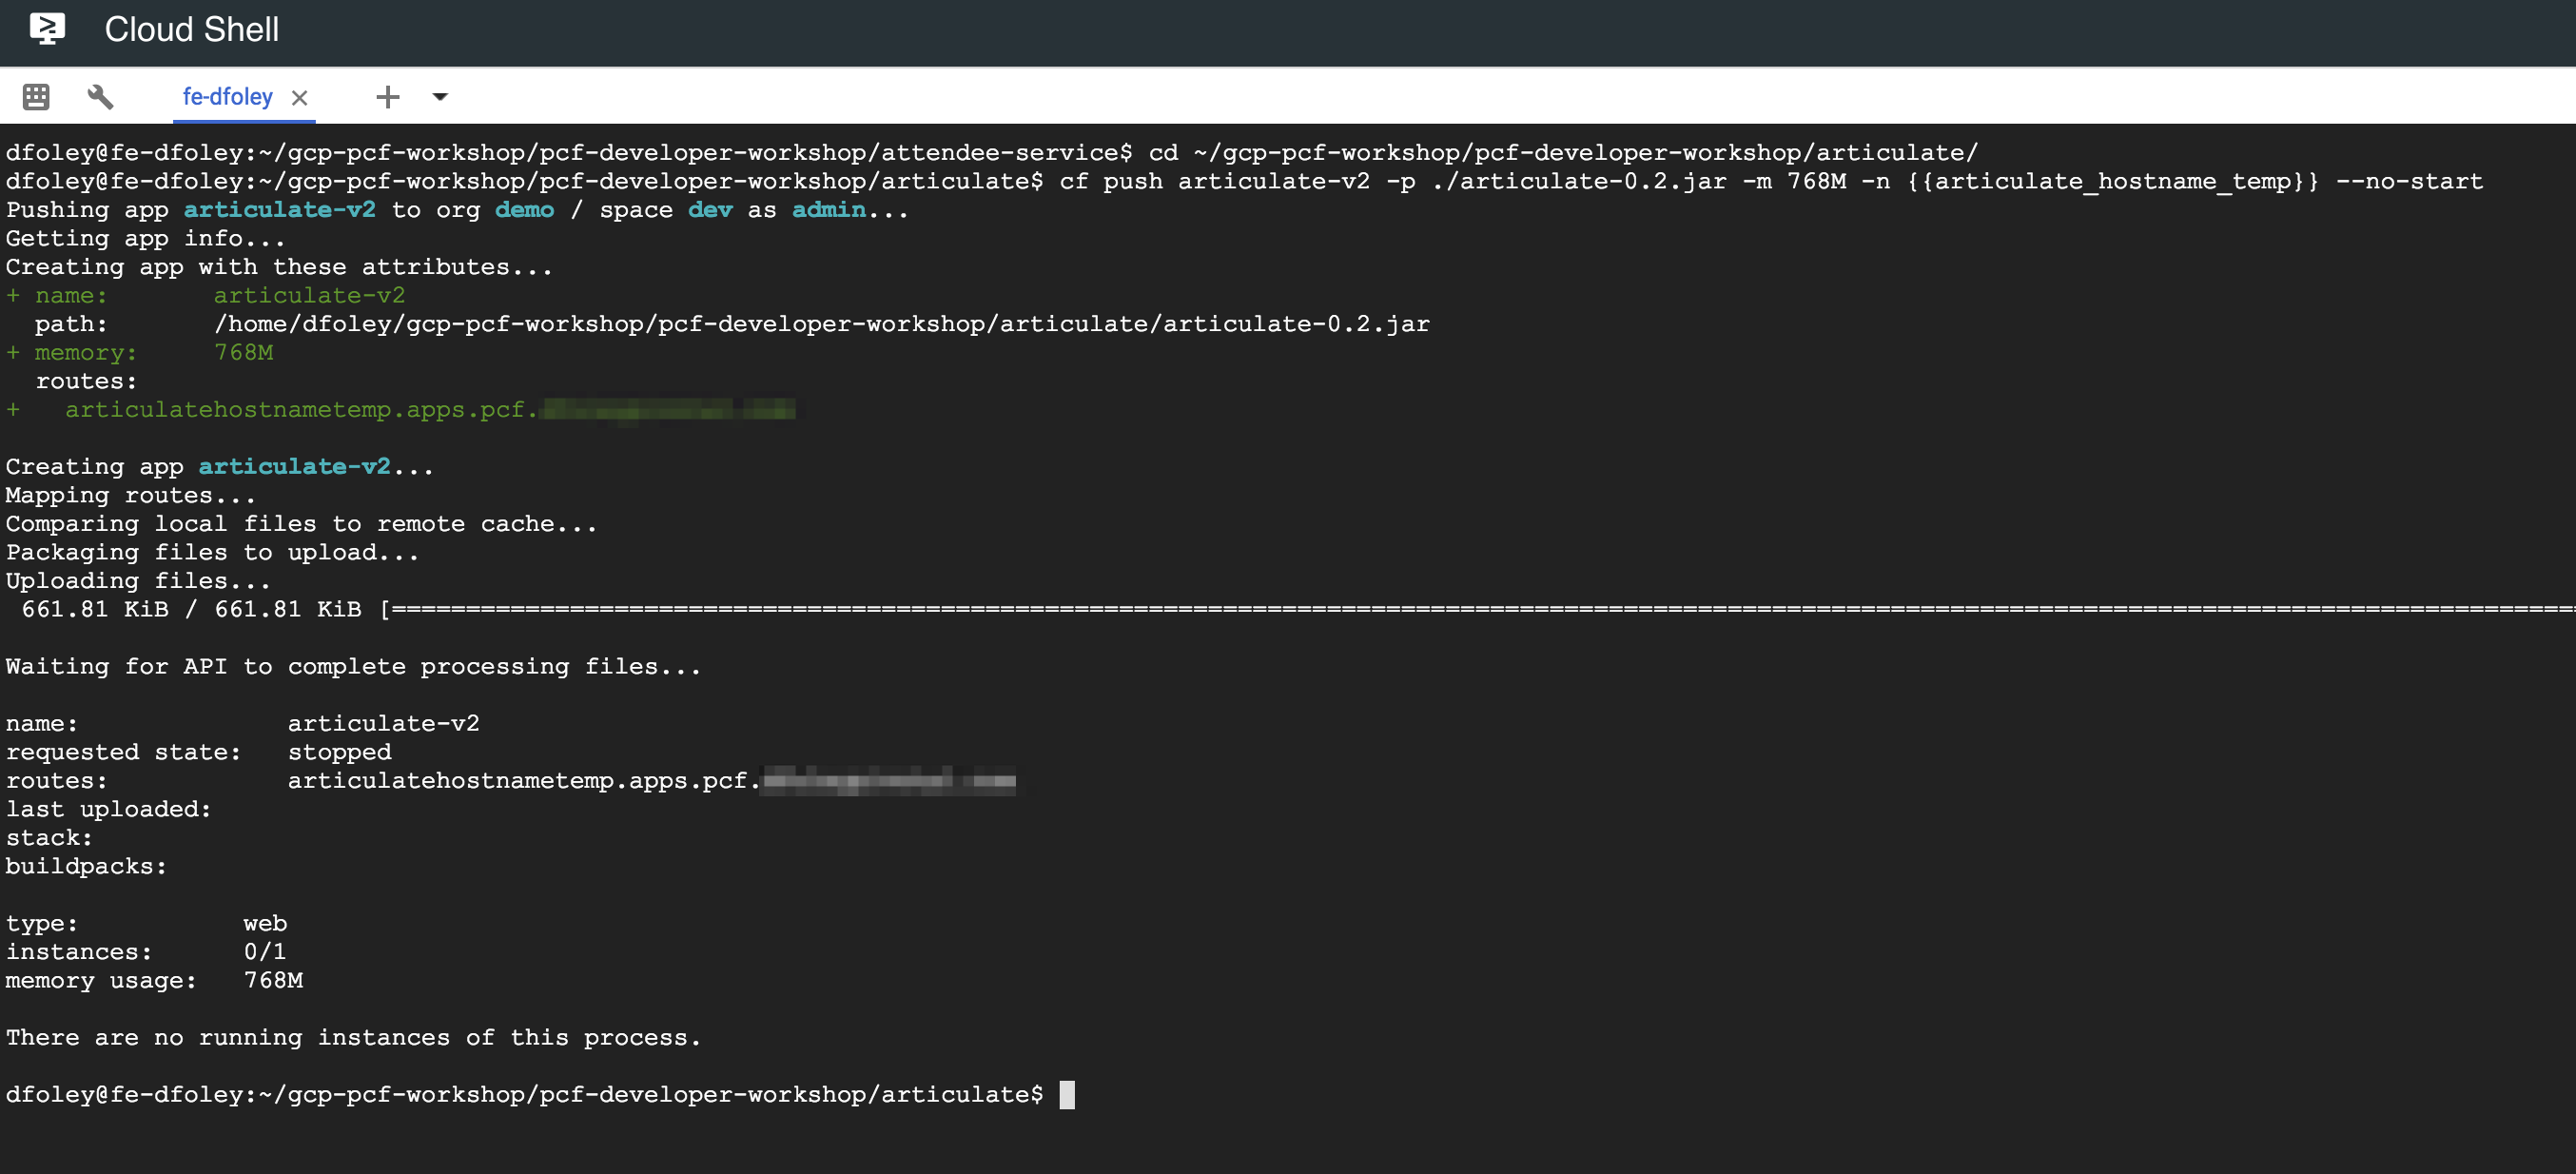 Cloud Shell
fe-dfoley
dfoley@fe-dfoley:~/gcp-pcf-workshop/pcf-developer-workshop/attendee-service$ cd ~/gcp-pcf-workshop/pcf-developer-workshop/articulate/
dfoley@fe-dfoley:~/gcp-pcf-workshop/pcf-developer-workshop/articulate$ cf push articulate-v2 -p ./articulate-0.2.jar -m 768M -n {{articulate_hostname_temp}} --no-start
Pushing app articulate-v2 to org demo / space dev as admin...
Getting app info...
Creating app with these attributes...
+ name:       articulate-v2
  path:       /home/dfoley/gcp-pcf-workshop/pcf-developer-workshop/articulate/articulate-0.2.jar
+ memory:     768M
  routes:
+   articulatehostnametemp.apps.pcf.
Creating app articulate-v2...
Mapping routes...
Comparing local files to remote cache...
Packaging files to upload...
Uploading files...
 661.81 KiB / 661.81 KiB [====================================================================================================================================================
Waiting for API to complete processing files...
name:              articulate-v2
requested state:   stopped
routes:            articulatehostnametemp.apps.pcf.
last uploaded:
stack:
buildpacks:
type:           web
instances:      0/1
memory usage:   768M
There are no running instances of this process.
dfoley@fe-dfoley:~/gcp-pcf-workshop/pcf-developer-workshop/articulate$